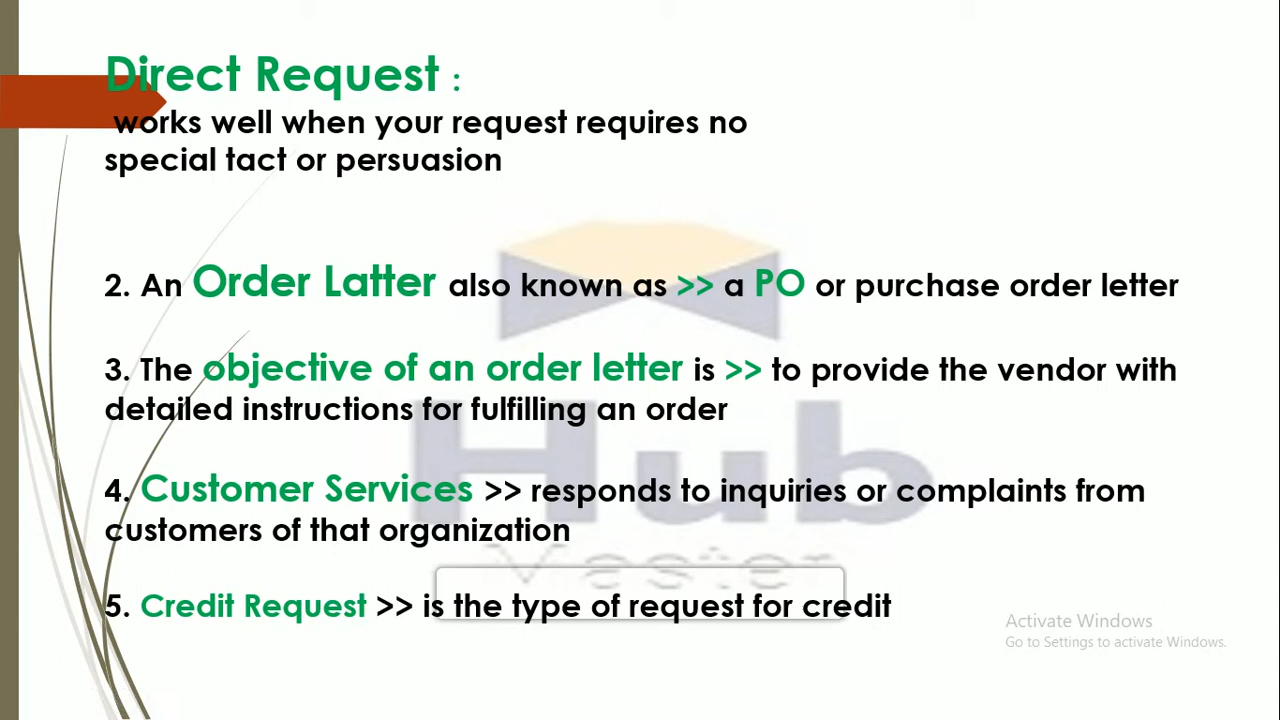 Direct Request :
works well when your request requires no
special tact or persuasion
2. An Order Latter also known as >> a PO or purchase order letter
3. The objective of an order letter is >> to provide the vendor with
detailed instructions for fulfilling an order
4. Customer Services >> responds to inquiries or complaints from
customers of that organization
5. Credit Request >> is the type of request for credit
Hub
Master
Activate Windows
Go to Settings to activate Windows.